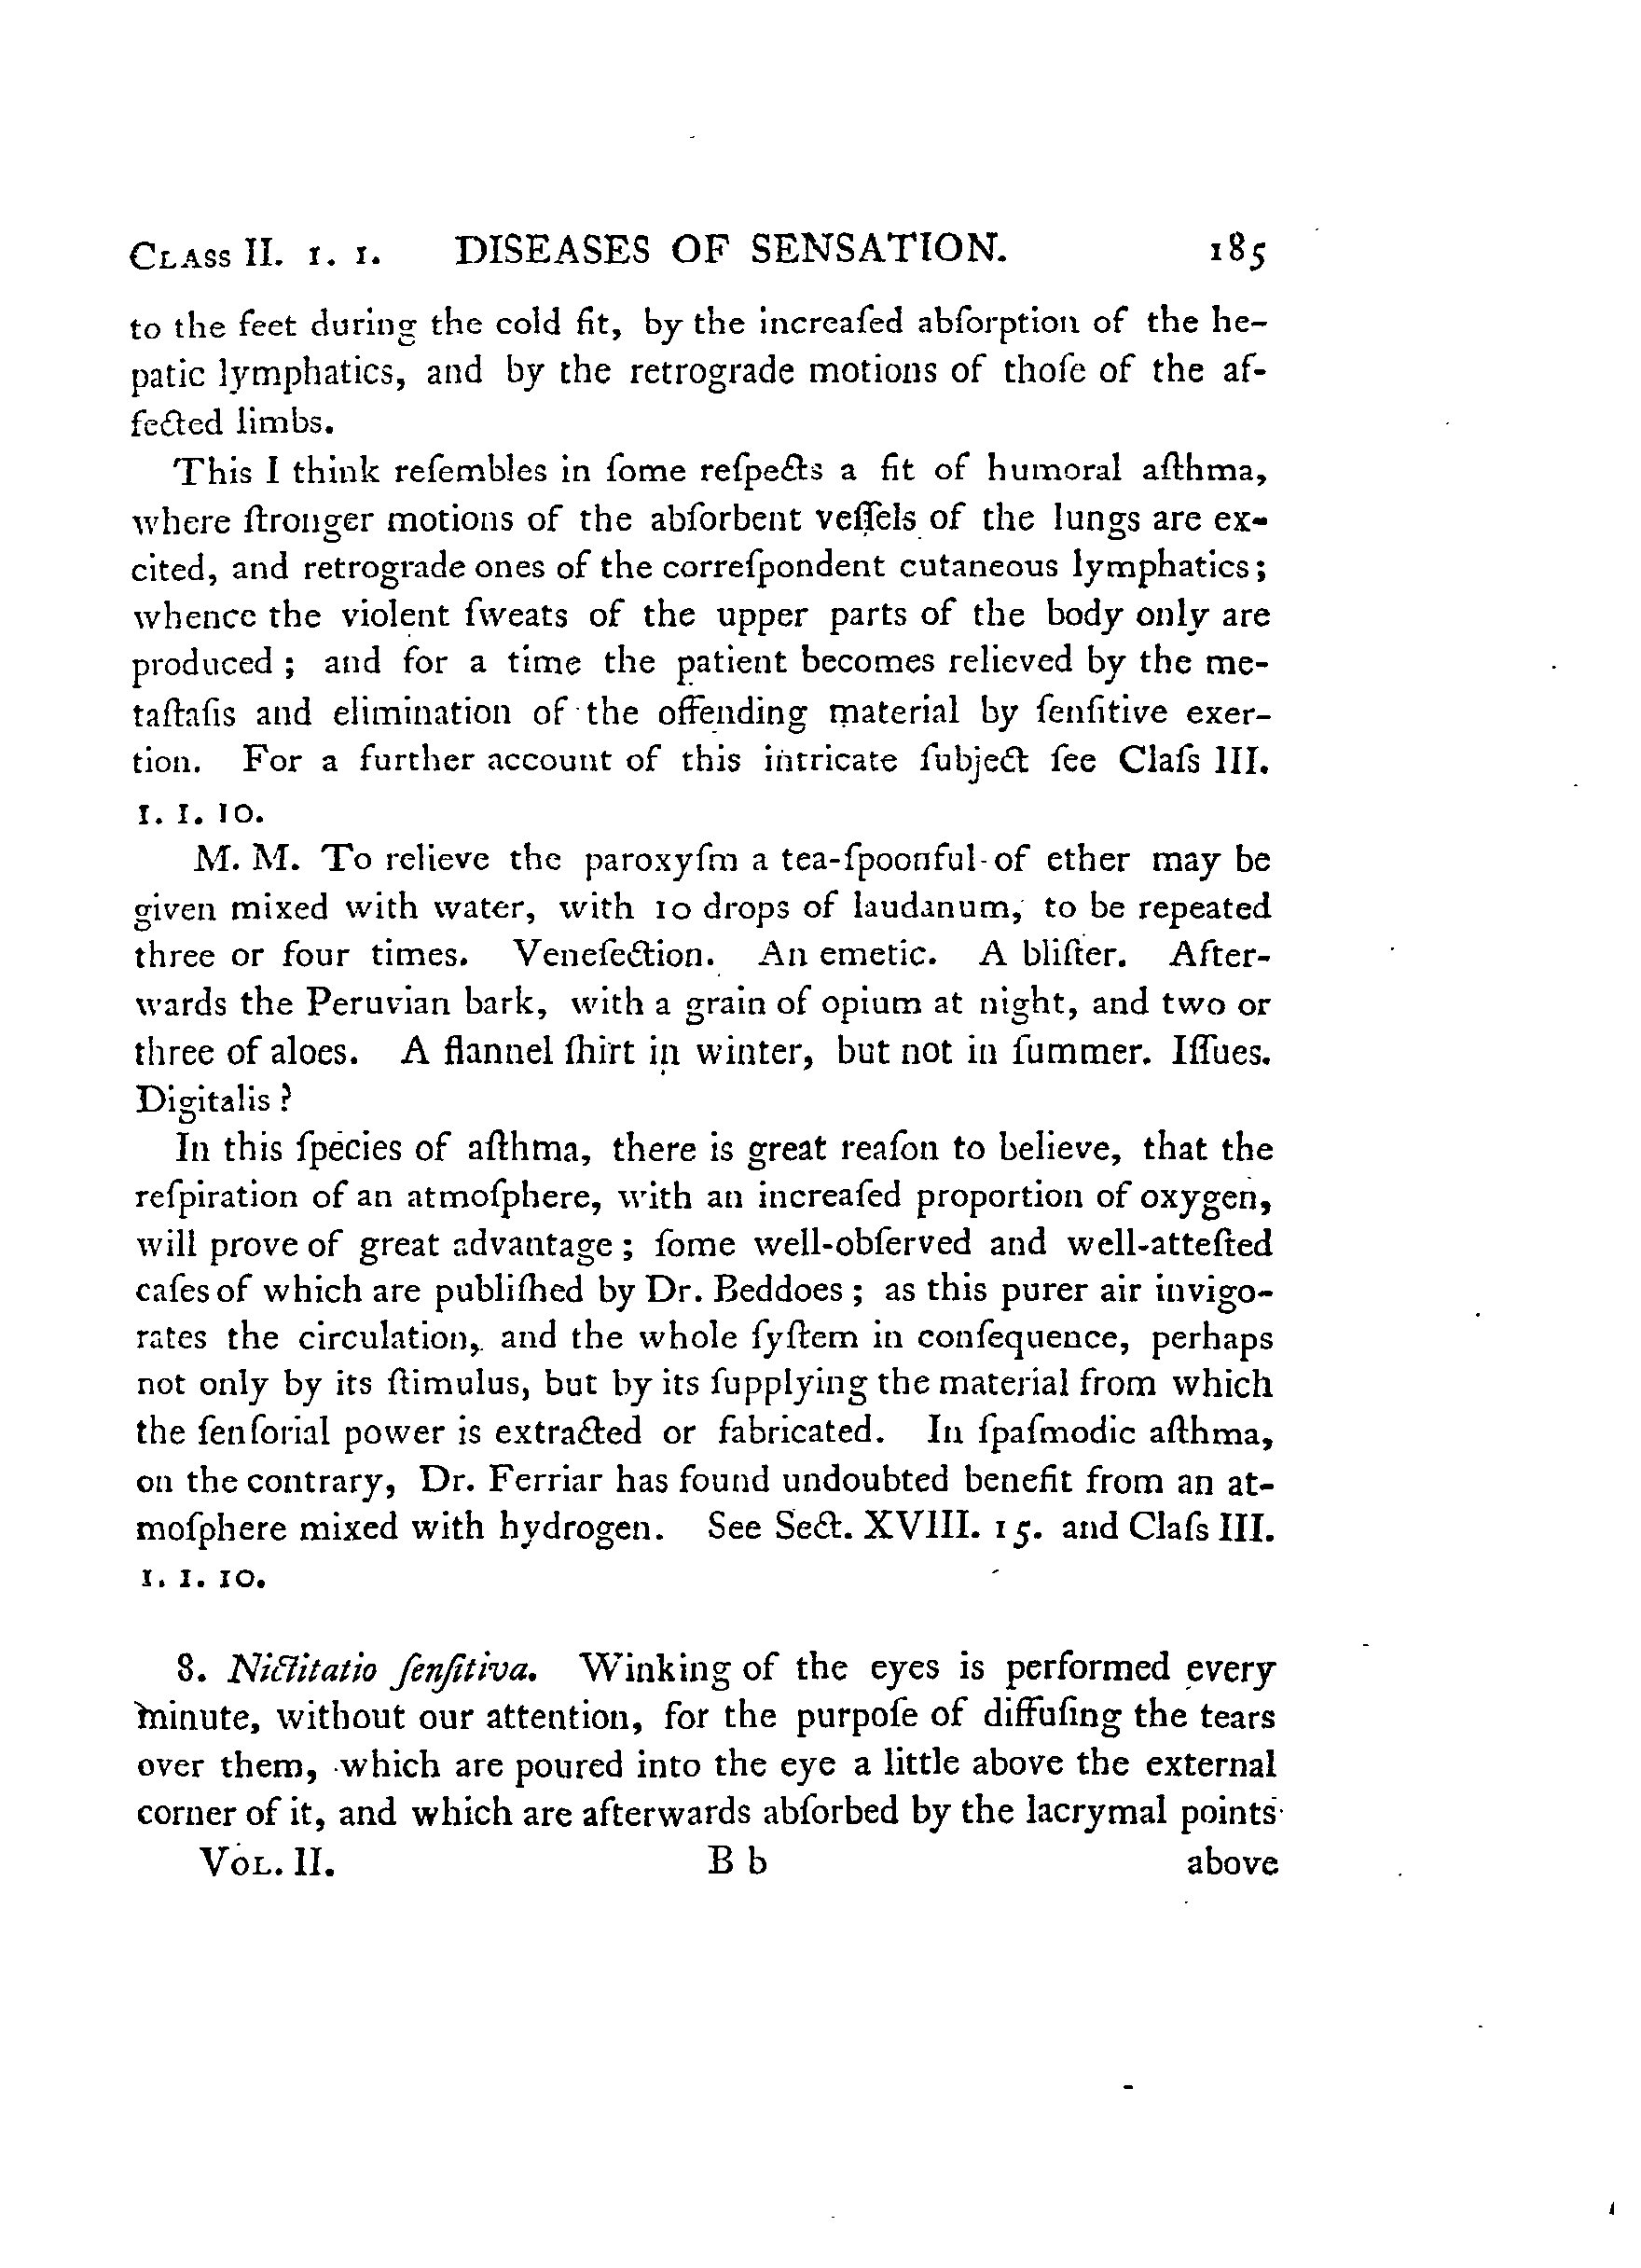 CLASS II. 1. 1. DISEASES OF SENSATION. 185
to the feet during the cold fit, by the increaſed abſorption of the he-
patic lymphatics, and by the retrograde motions of thoſe of the af-
fected limbs.
This I think reſembles in ſome reſpects a fit of humoral aſthma,
where ſtronger motions of the abſorbent veſſels of the lungs are ex-
cited, and retrograde ones of the correſpondent cutaneous lymphatics;
whence the violent ſweats of the upper parts of the body only are
produced; and for a time the patient becomes relieved by the me-
taſtaſis and elimination of the offending material by ſenſitive exer-
tion. For a further account of this intricate ſubject ſee Claſs III.
1. 1. 10.
M. M. To relieve the paroxyſm a tea-ſpoonful of ether may be
given mixed with water, with 10 drops of laudanum, to be repeated
three or four times. Veneſection. An emetic. A bliſter. After-
wards the Peruvian bark, with a grain of opium at night, and two or
three of aloes. A flannel ſhirt in winter, but not in ſummer. Iſſues.
Digitalis?
In this ſpecies of aſthma, there is great reaſon to believe, that the
reſpiration of an atmoſphere, with an increaſed proportion of oxygen,
will prove of great advantage; ſome well-obſerved and well-atteſted
caſes of which are publiſhed by Dr. Beddoes; as this purer air invigo-
rates the circulation, and the whole ſyſtem in conſequence, perhaps
not only by its ſtimulus, but by its ſupplying the material from which
the ſenſorial power is extracted or fabricated. In ſpaſmodic aſthma,
on the contrary, Dr. Ferriar has found undoubted benefit from an at-
moſphere mixed with hydrogen. See Sect. XVIII. 15. and Claſs III.
1. 1. 10.
8. Nictitatio ſenſitiva. Winking of the eyes is performed every
minute, without our attention, for the purpoſe of diffuſing the tears
over them, which are poured into the eye a little above the external
corner of it, and which are afterwards abſorbed by the lacrymal points
VOL. II. B b above